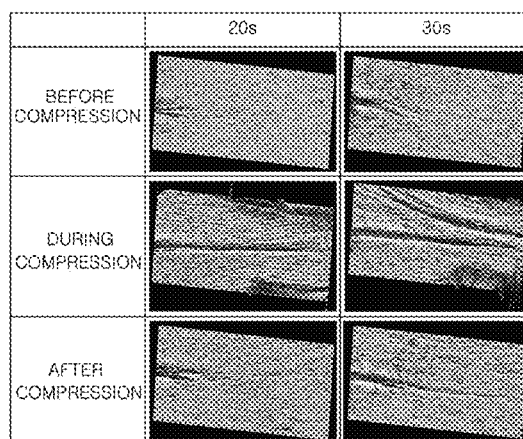 20s
30s
BEFORE
COMPRESSION
DURING
COMPRESSION
AFTER
COMPRESSION